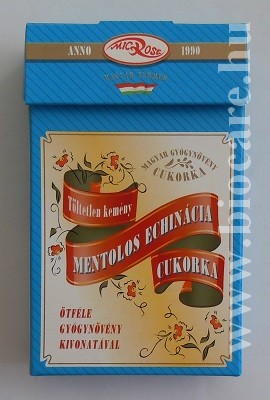 ANNO MICROSE 1990
MAGYAR TERMÉK
MAGYAR GYÓGYNÖVÉNY
CUKORKA
Töltetlen kemény
MENTOLOS ECHINÁCIA
CUKORKA
ÖTFÉLE
GYÓGYNÖVÉNY
KIVONATÁVAL
www.biocare.hu